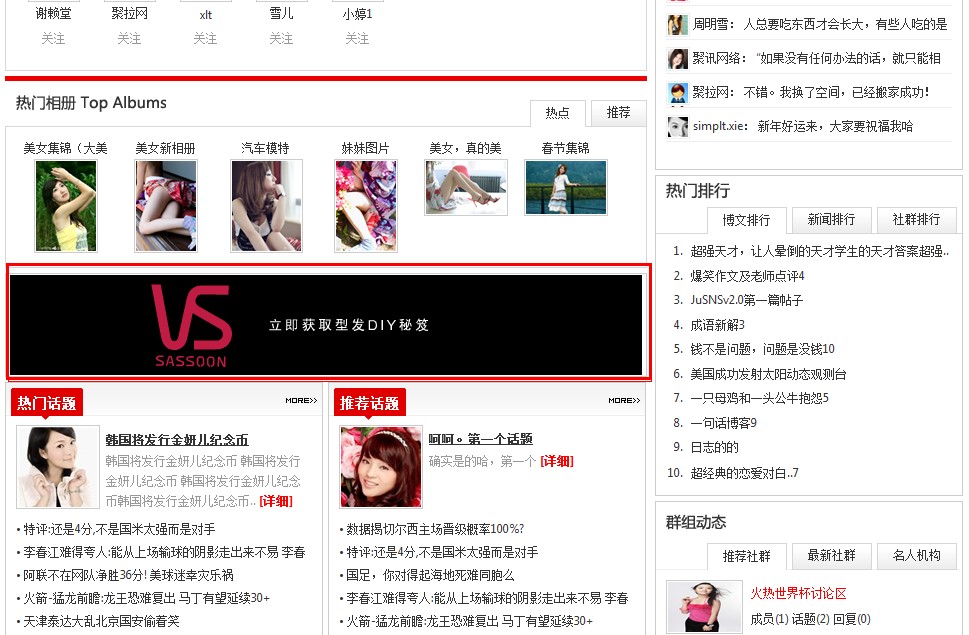 谢赖堂 聚拉网 xlt 雪儿 小婷1
关注 关注 关注 关注 关注
热门相册 Top Albums
热点 推荐
美女集锦（大美 美女新相册 汽车模特 妹妹图片 美女，真的美 春节集锦
VS
SASSOON
立即获取型发DIY秘笈
热门话题 MORE>>
韩国将发行金妍儿纪念币
韩国将发行金妍儿纪念币 韩国将发行
金妍儿纪念币 韩国将发行金妍儿纪念
币韩国将发行金妍儿纪念币.. [详细]
• 特评:还是4分,不是国米太强而是对手
• 李春江难得夸人:能从上场输球的阴影走出来不易 李春
• 阿联不在网队净胜36分! 美球迷幸灾乐祸
• 火箭-猛龙前瞻:龙王恐难复出 马丁有望延续30+
• 天津泰达大乱北京国安偷着笑
推荐话题 MORE>>
呵呵。第一个话题
确实是的哈，第一个 [详细]
• 数据揭切尔西主场晋级概率100%?
• 特评:还是4分,不是国米太强而是对手
• 国足，你对得起海地死难同胞么
• 李春江难得夸人:能从上场输球的阴影走出来不易 李春
• 火箭-猛龙前瞻:龙王恐难复出 马丁有望延续30+
周明雪： 人总要吃东西才会长大，有些人吃的是
聚讯网络： “如果没有任何办法的话，就只能相
聚拉网： 不错。我换了空间，已经搬家成功！
simplt.xie： 新年好运来，大家要祝福我哈
热门排行
博文排行 新闻排行 社群排行
1. 超强天才，让人晕倒的天才学生的天才答案超强..
2. 爆笑作文及老师点评4
3. JuSNSv2.0第一篇帖子
4. 成语新解3
5. 钱不是问题，问题是没钱10
6. 美国成功发射太阳动态观测台
7. 一只母鸡和一头公牛抱怨5
8. 一句话博客9
9. 日志的的
10. 超经典的恋爱对白..7
群组动态
推荐社群 最新社群 名人机构
火热世界杯讨论区
成员(1) 话题(2) 回复(0)